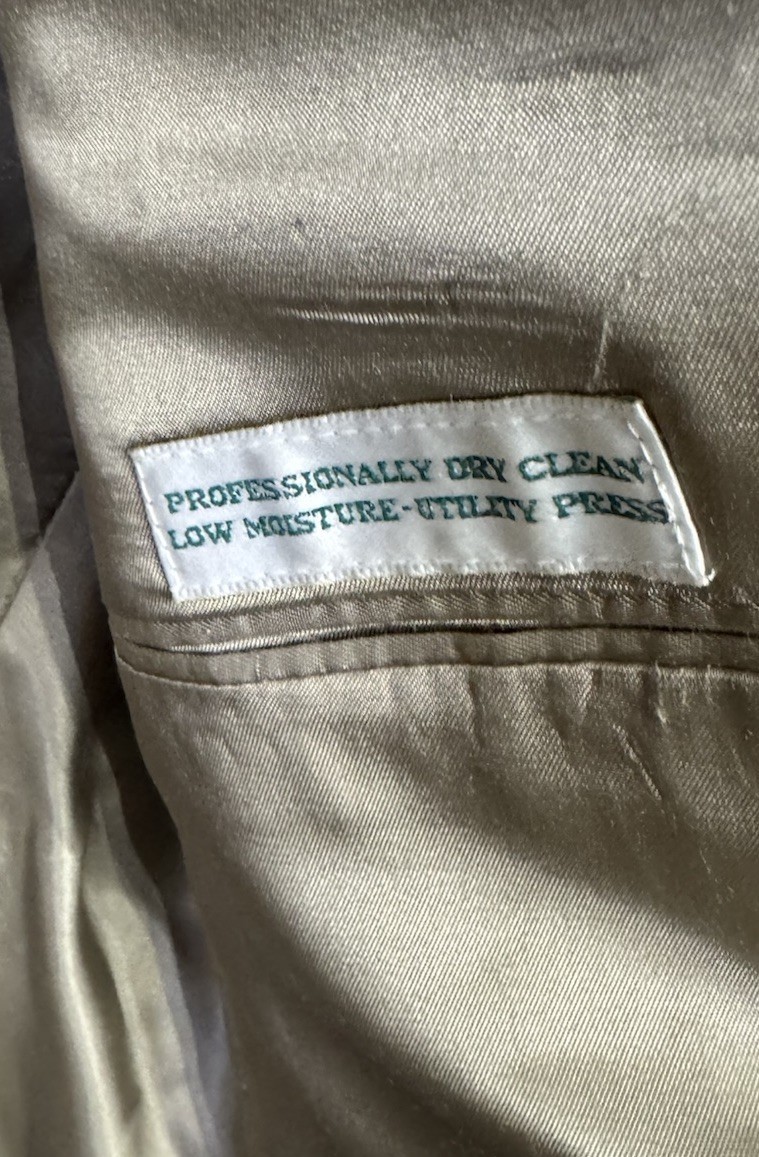 PROFESSIONALLY DRY CLEAN
LOW MOISTURE-UTILITY PRESS